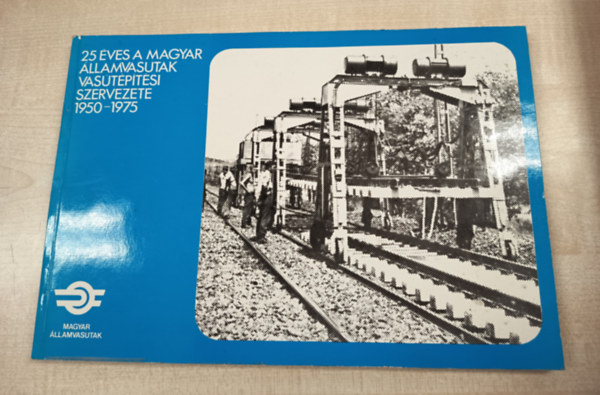 25 ÉVES A MAGYAR
ÁLLAMVASUTAK
VASÚTÉPÍTÉSI
SZERVEZETE
1950-1975
MAGYAR
ÁLLAMVASUTAK